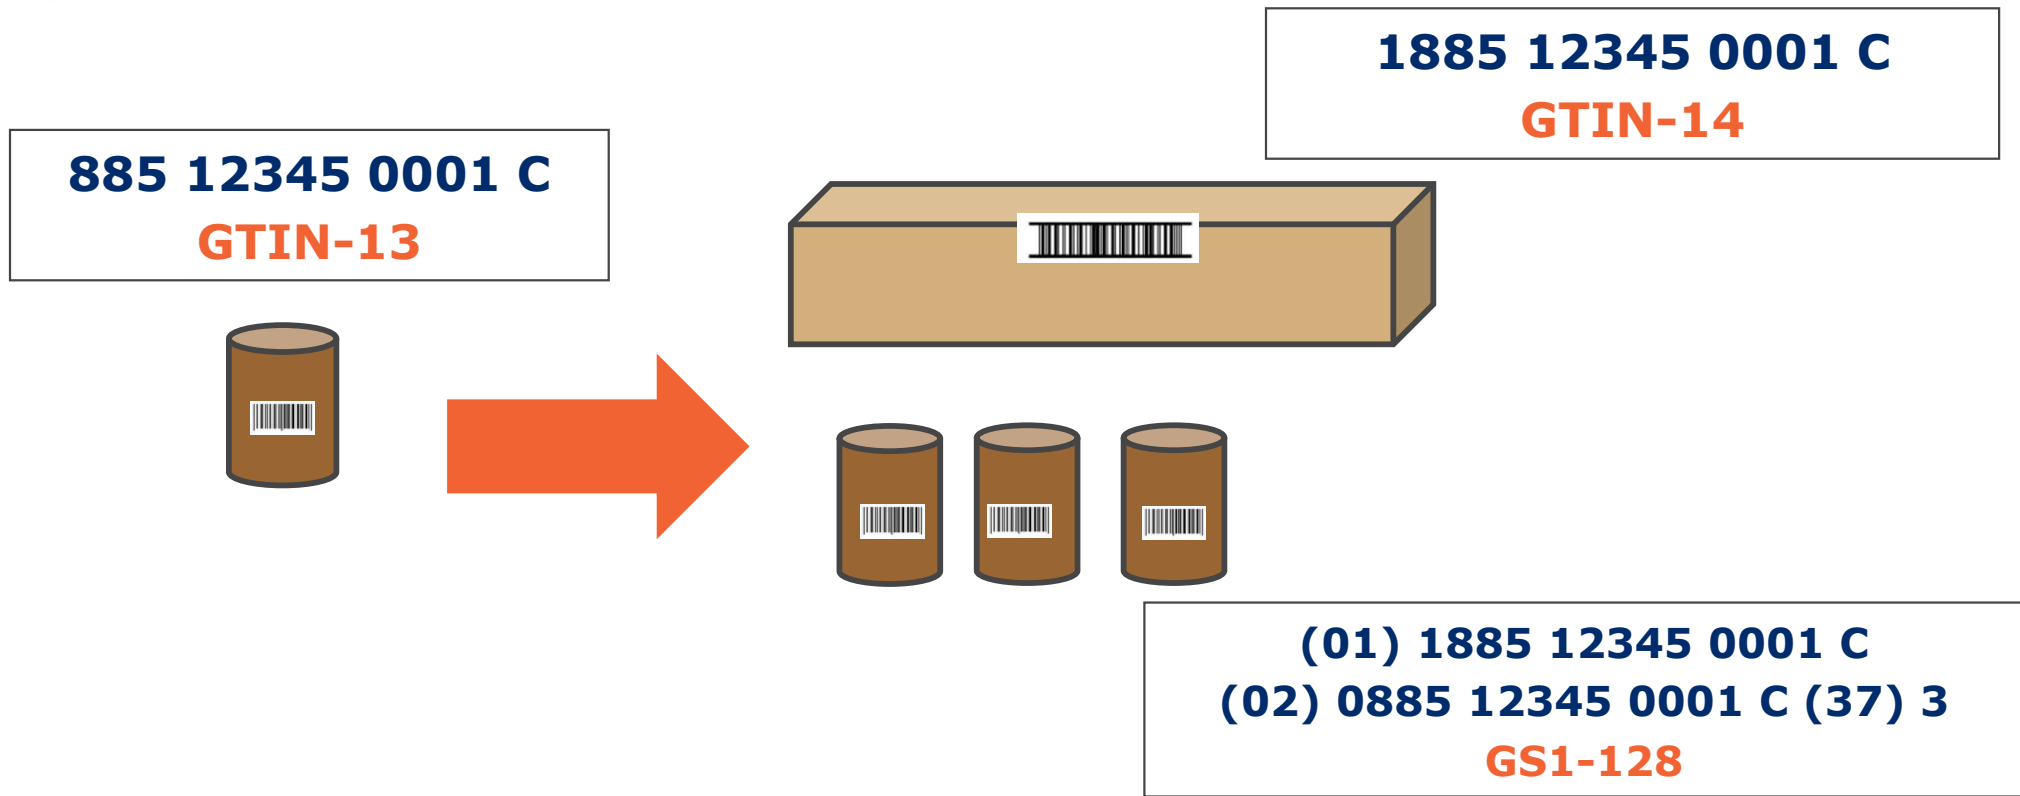 1885 12345 0001 C
GTIN-14
885 12345 0001 C
GTIN-13
(01) 1885 12345 0001 C
(02) 0885 12345 0001 C (37) 3
GS1-128